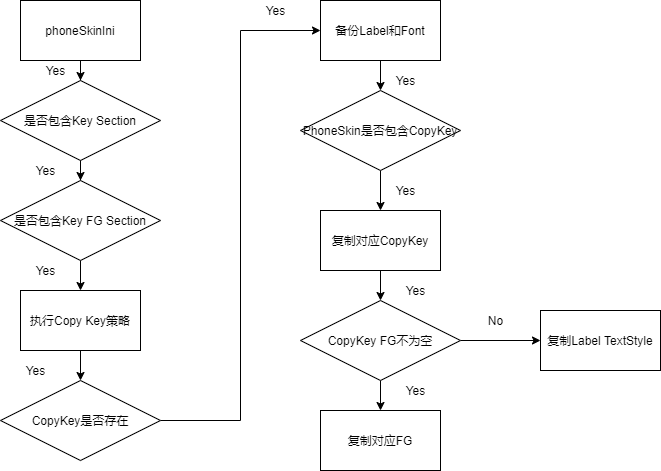 phoneSkinIni
Yes
是否包含Key Section
Yes
是否包含Key FG Section
Yes
执行Copy Key策略
Yes
CopyKey是否存在
Yes
备份Label和Font
Yes
PhoneSkin是否包含CopyKey
Yes
复制对应CopyKey
Yes
CopyKey FG不为空
No
复制Label TextStyle
Yes
复制对应FG